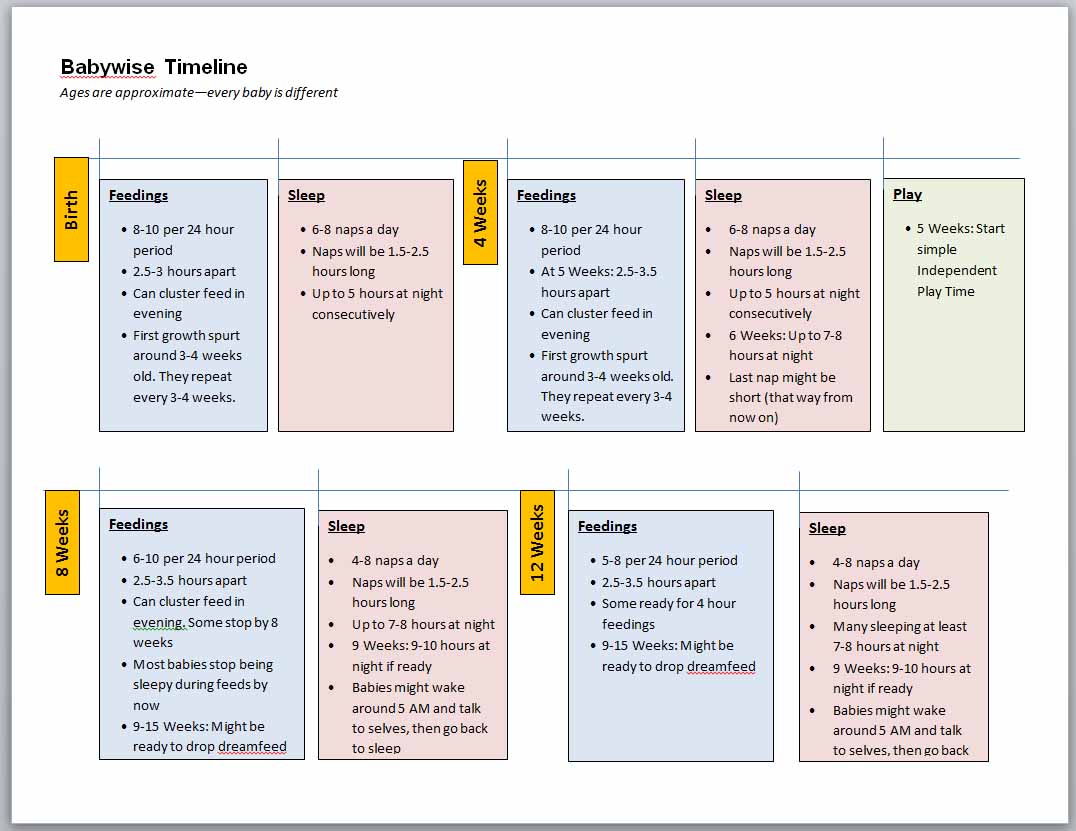 Babywise Timeline
Ages are approximate—every baby is different
Birth
Feedings
• 8-10 per 24 hour
period
• 2.5-3 hours apart
• Can cluster feed in
evening
• First growth spurt
around 3-4 weeks
old. They repeat
every 3-4 weeks.
Sleep
• 6-8 naps a day
• Naps will be 1.5-2.5
hours long
• Up to 5 hours at night
consecutively
4 Weeks
Feedings
• 8-10 per 24 hour
period
• At 5 Weeks: 2.5-3.5
hours apart
• Can cluster feed in
evening
• First growth spurt
around 3-4 weeks old.
They repeat every 3-4
weeks.
Sleep
• 6-8 naps a day
• Naps will be 1.5-2.5
hours long
• Up to 5 hours at night
consecutively
• 6 Weeks: Up to 7-8
hours at night
• Last nap might be
short (that way from
now on)
Play
• 5 Weeks: Start
simple
Independent
Play Time
8 Weeks
Feedings
• 6-10 per 24 hour period
• 2.5-3.5 hours apart
• Can cluster feed in
evening. Some stop by 8
weeks
• Most babies stop being
sleepy during feeds by
now
• 9-15 Weeks: Might be
ready to drop dreamfeed
Sleep
• 4-8 naps a day
• Naps will be 1.5-2.5
hours long
• Up to 7-8 hours at night
• 9 Weeks: 9-10 hours at
night if ready
• Babies might wake
around 5 AM and talk
to selves, then go back
to sleep
12 Weeks
Feedings
• 5-8 per 24 hour period
• 2.5-3.5 hours apart
• Some ready for 4 hour
feedings
• 9-15 Weeks: Might be
ready to drop dreamfeed
Sleep
• 4-8 naps a day
• Naps will be 1.5-2.5
hours long
• Many sleeping at least
7-8 hours at night
• 9 Weeks: 9-10 hours at
night if ready
• Babies might wake
around 5 AM and talk
to selves, then go back